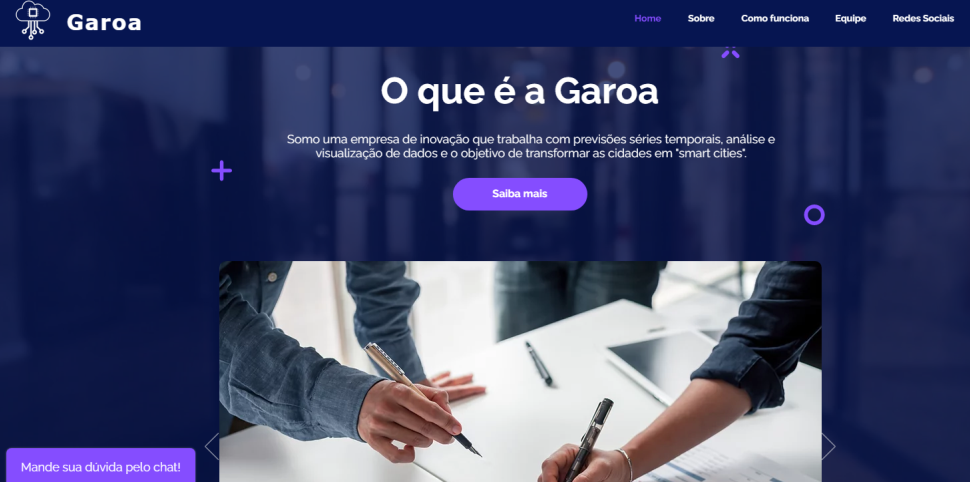 Garoa
Home Sobre Como funciona Equipe Redes Sociais
O que é a Garoa
Somo uma empresa de inovação que trabalha com previsões séries temporais, análise e
visualização de dados e o objetivo de transformar as cidades em "smart cities".
Saiba mais
Mande sua dúvida pelo chat!